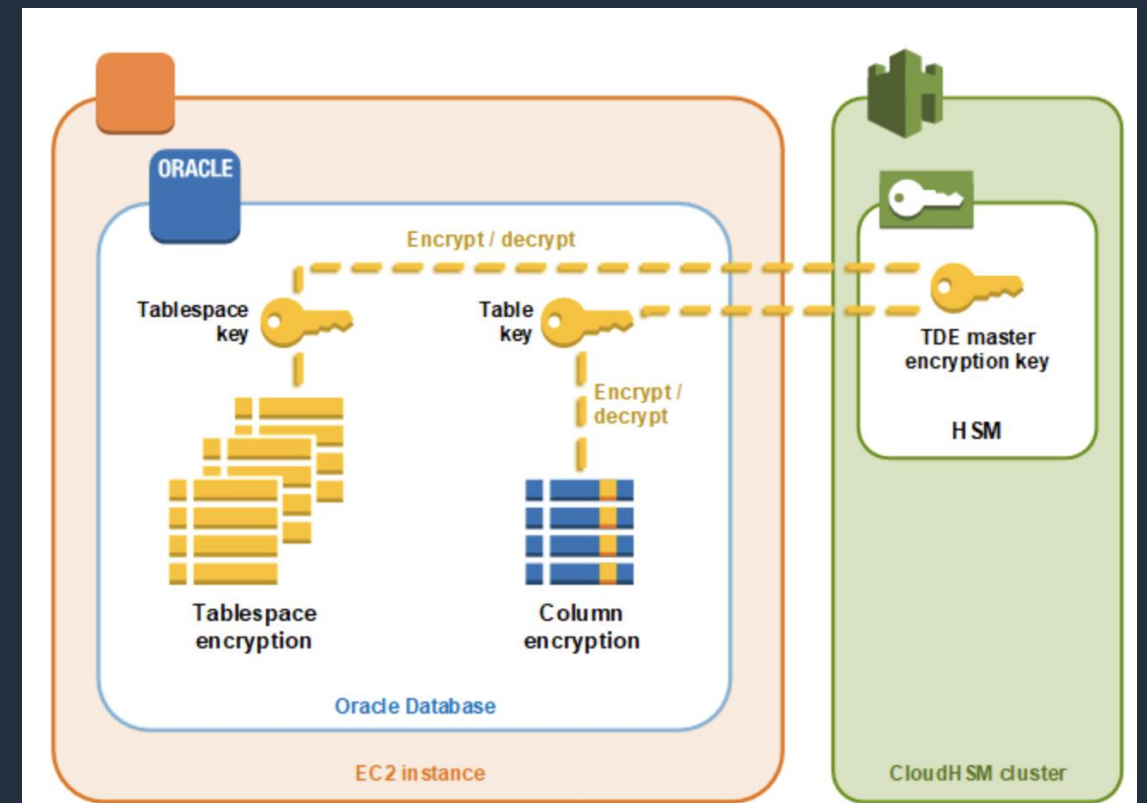 ORACLE
Encrypt / decrypt
Tablespace
key
Table
key
TDE master
encryption key
Encrypt /
decrypt
HSM
Tablespace
encryption
Column
encryption
Oracle Database
EC2 instance
CloudHSM cluster